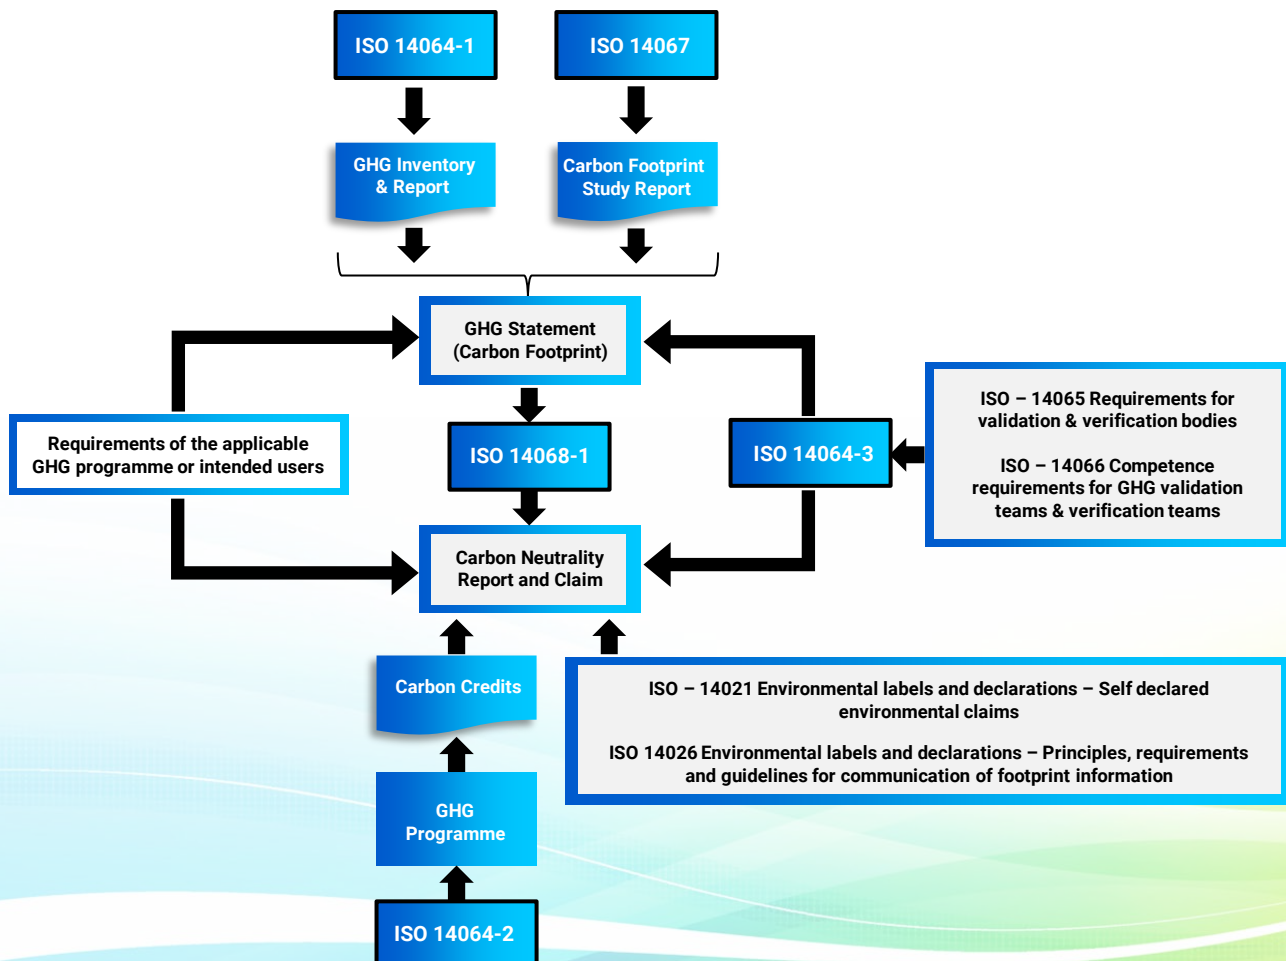 ISO 14064-1
ISO 14067
GHG Inventory
& Report
Carbon Footprint
Study Report
GHG Statement
(Carbon Footprint)
Requirements of the applicable
GHG programme or intended users
ISO 14068-1
ISO 14064-3
ISO – 14065 Requirements for
validation & verification bodies
ISO – 14066 Competence
requirements for GHG validation
teams & verification teams
Carbon Neutrality
Report and Claim
Carbon Credits
ISO – 14021 Environmental labels and declarations – Self declared
environmental claims
ISO 14026 Environmental labels and declarations – Principles, requirements
and guidelines for communication of footprint information
GHG
Programme
ISO 14064-2